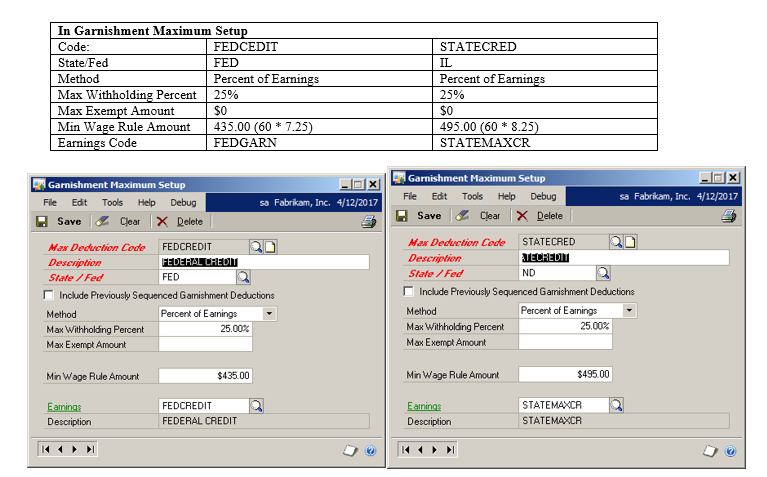 In Garnishment Maximum Setup
Code: FEDCEDIT STATECRED
State/Fed FED IL
Method Percent of Earnings Percent of Earnings
Max Withholding Percent 25% 25%
Max Exempt Amount $0 $0
Min Wage Rule Amount 435.00 (60 * 7.25) 495.00 (60 * 8.25)
Earnings Code FEDGARN STATEMAXCR
Garnishment Maximum Setup
File Edit Tools Help Debug sa Fabrikam, Inc. 4/12/2017
Save Clear Delete
Max Deduction Code FEDCREDIT
Description FEDERAL CREDIT
State / Fed FED
Include Previously Sequenced Garnishment Deductions
Method Percent of Earnings
Max Withholding Percent 25.00%
Max Exempt Amount
Min Wage Rule Amount $435.00
Earnings FEDCREDIT
Description FEDERAL CREDIT
Garnishment Maximum Setup
File Edit Tools Help Debug sa Fabrikam, Inc. 4/12/2017
Save Clear Delete
Max Deduction Code STATECRED
Description ATECREDIT
State / Fed ND
Include Previously Sequenced Garnishment Deductions
Method Percent of Earnings
Max Withholding Percent 25.00%
Max Exempt Amount
Min Wage Rule Amount $495.00
Earnings STATEMAXCR
Description STATEMAXCR